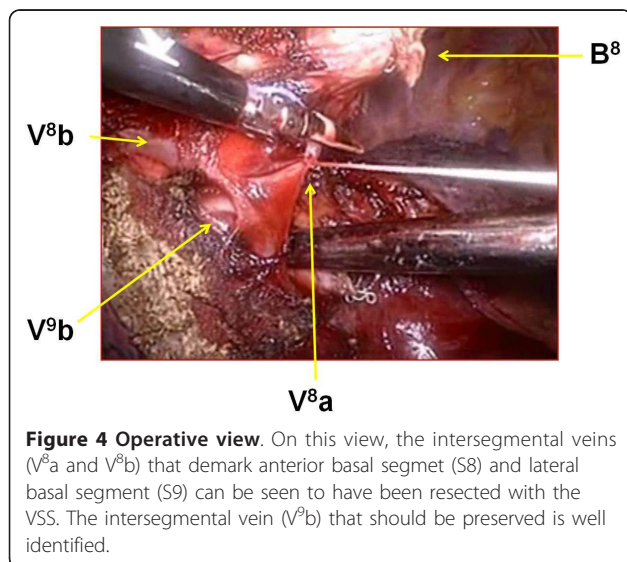 B⁸
V⁸b
V⁹b
V⁸a
Figure 4 Operative view. On this view, the intersegmental veins
(V⁸a and V⁸b) that demark anterior basal segmet (S8) and lateral
basal segment (S9) can be seen to have been resected with the
VSS. The intersegmental vein (V⁹b) that should be preserved is well
identified.